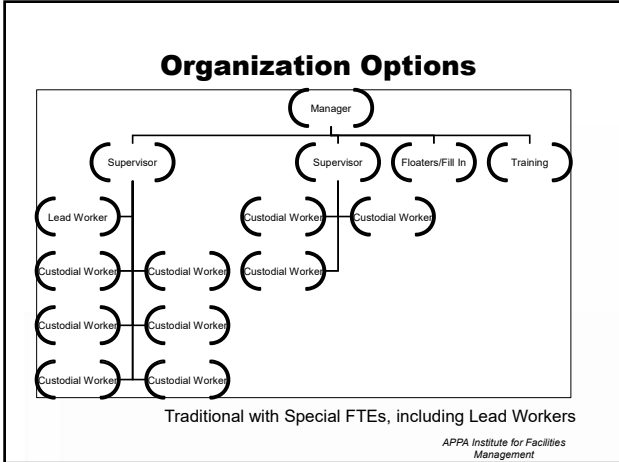 Organization Options
Manager
Supervisor
Supervisor
Floaters/Fill In
Training
Lead Worker
Custodial Worker
Custodial Worker
Custodial Worker
Custodial Worker
Custodial Worker
Custodial Worker
Custodial Worker
Custodial Worker
Custodial Worker
Traditional with Special FTEs, including Lead Workers
APPA Institute for Facilities
Management